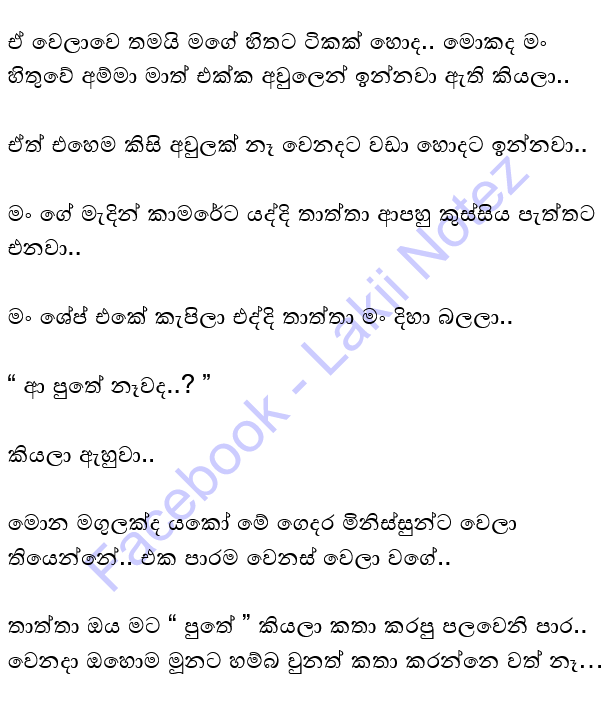 ඒ වෙලාවෙ තමයි මගේ හිතට ටිකක් හොද.. මොකද මං
හිතුවේ අම්මා මාත් එක්ක අවුලෙන් ඉන්නවා ඇති කියලා..
ඒත් එහෙම කිසි අවුලක් නෑ වෙනදට වඩා හොදට ඉන්නවා..
මං ගේ මැදින් කාමරේට යද්දි තාත්තා ආපහු කුස්සිය පැත්තට
එනවා..
මං ශේප් එකේ කැපිලා එද්දි තාත්තා මං දිහා බලලා..
“ ආ පුතේ නෑවද..? ”
කියලා ඇහුවා..
මොන මගුලක්ද යකෝ මේ ගෙදර මිනිස්සුන්ට වෙලා
තියෙන්නේ.. එක පාරම වෙනස් වෙලා වගේ..
තාත්තා ඔය මට “ පුතේ ” කියලා කතා කරපු පලවෙනි පාර..
වෙනදා ඔහොම මූනට හම්බ වුනත් කතා කරන්නෙ වත් නෑ...
Facebook - Lakii Notez